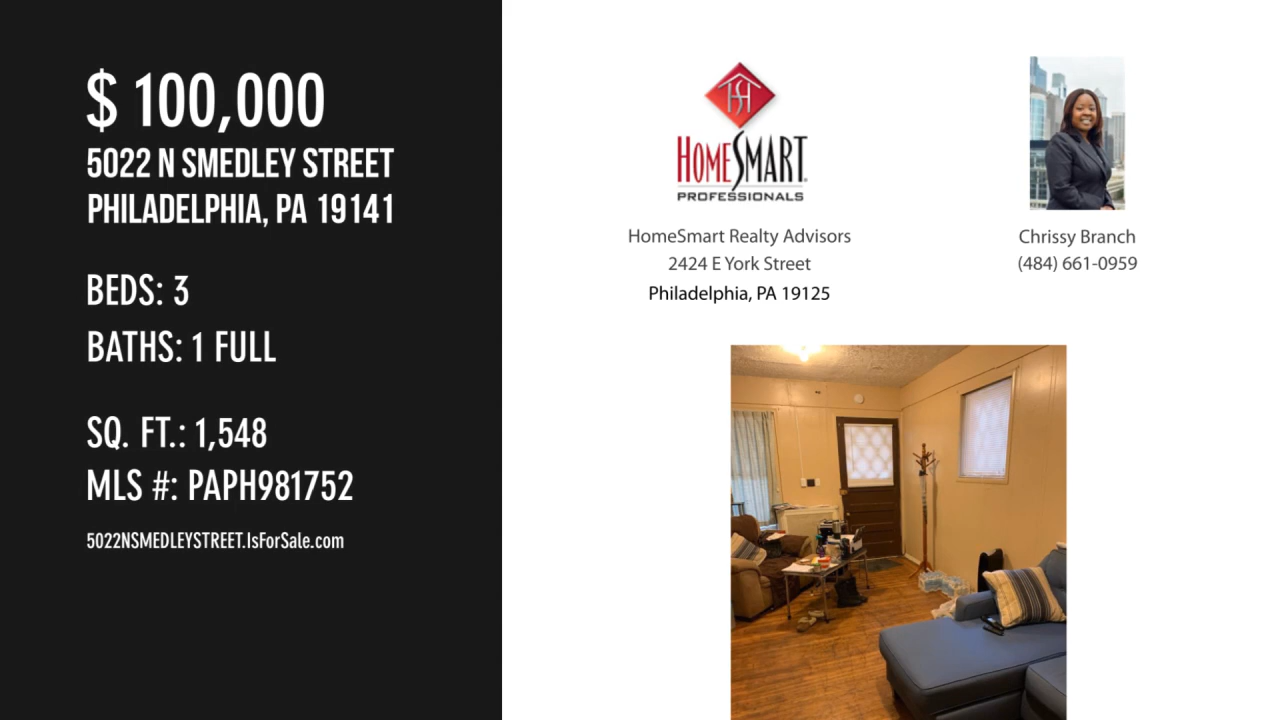 $ 100,000
5022 N SMEDLEY STREET
PHILADELPHIA, PA 19141
BEDS: 3
BATHS: 1 FULL
SQ. FT.: 1,548
MLS #: PAPH981752
5022NSMEDLEYSTREET.IsForSale.com
HOMESMART
PROFESSIONALS
HomeSmart Realty Advisors
2424 E York Street
Philadelphia, PA 19125
Chrissy Branch
(484) 661-0959